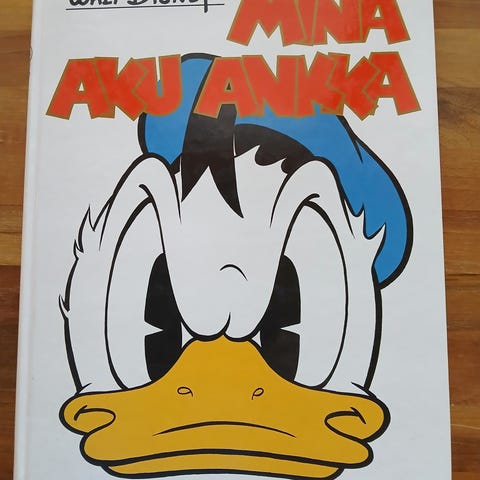 WALT DISNEY
MINÄ
AKU ANKKA